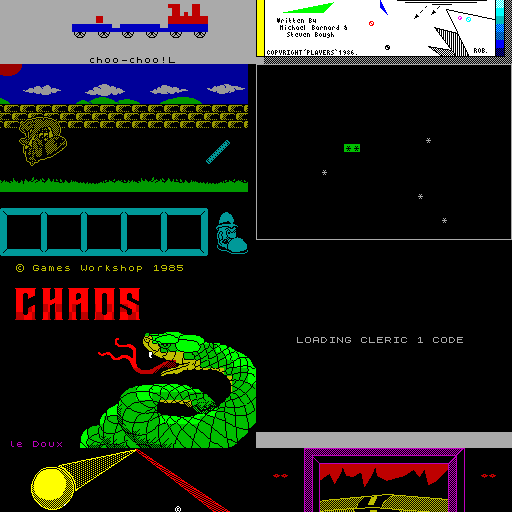 choo-choo!L
Written By
Michael Barnard &
Steven Bough
COPYRIGHT 'PLAYERS' 1986.
ROB.
© Games Workshop 1985
CHAOS
LOADING CLERIC 1 CODE
le Doux
©